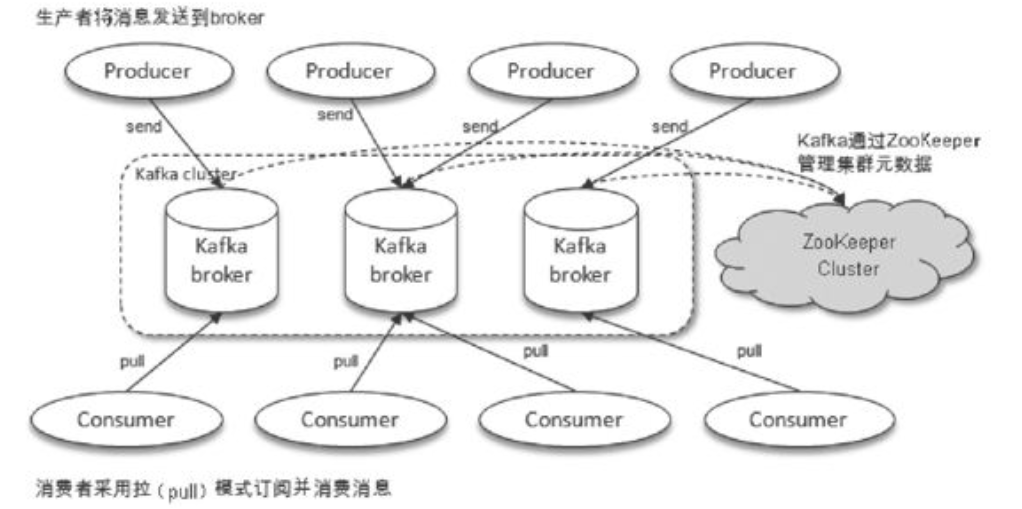 生产者将消息发送到broker
Producer
Producer
Producer
Producer
send
send
send
send
Kafka通过ZooKeeper
管理集群元数据
Kafka cluster
Kafka
broker
Kafka
broker
Kafka
broker
ZooKeeper
Cluster
pull
pull
pull
pull
Consumer
Consumer
Consumer
Consumer
消费者采用拉（pull）模式订阅并消费消息